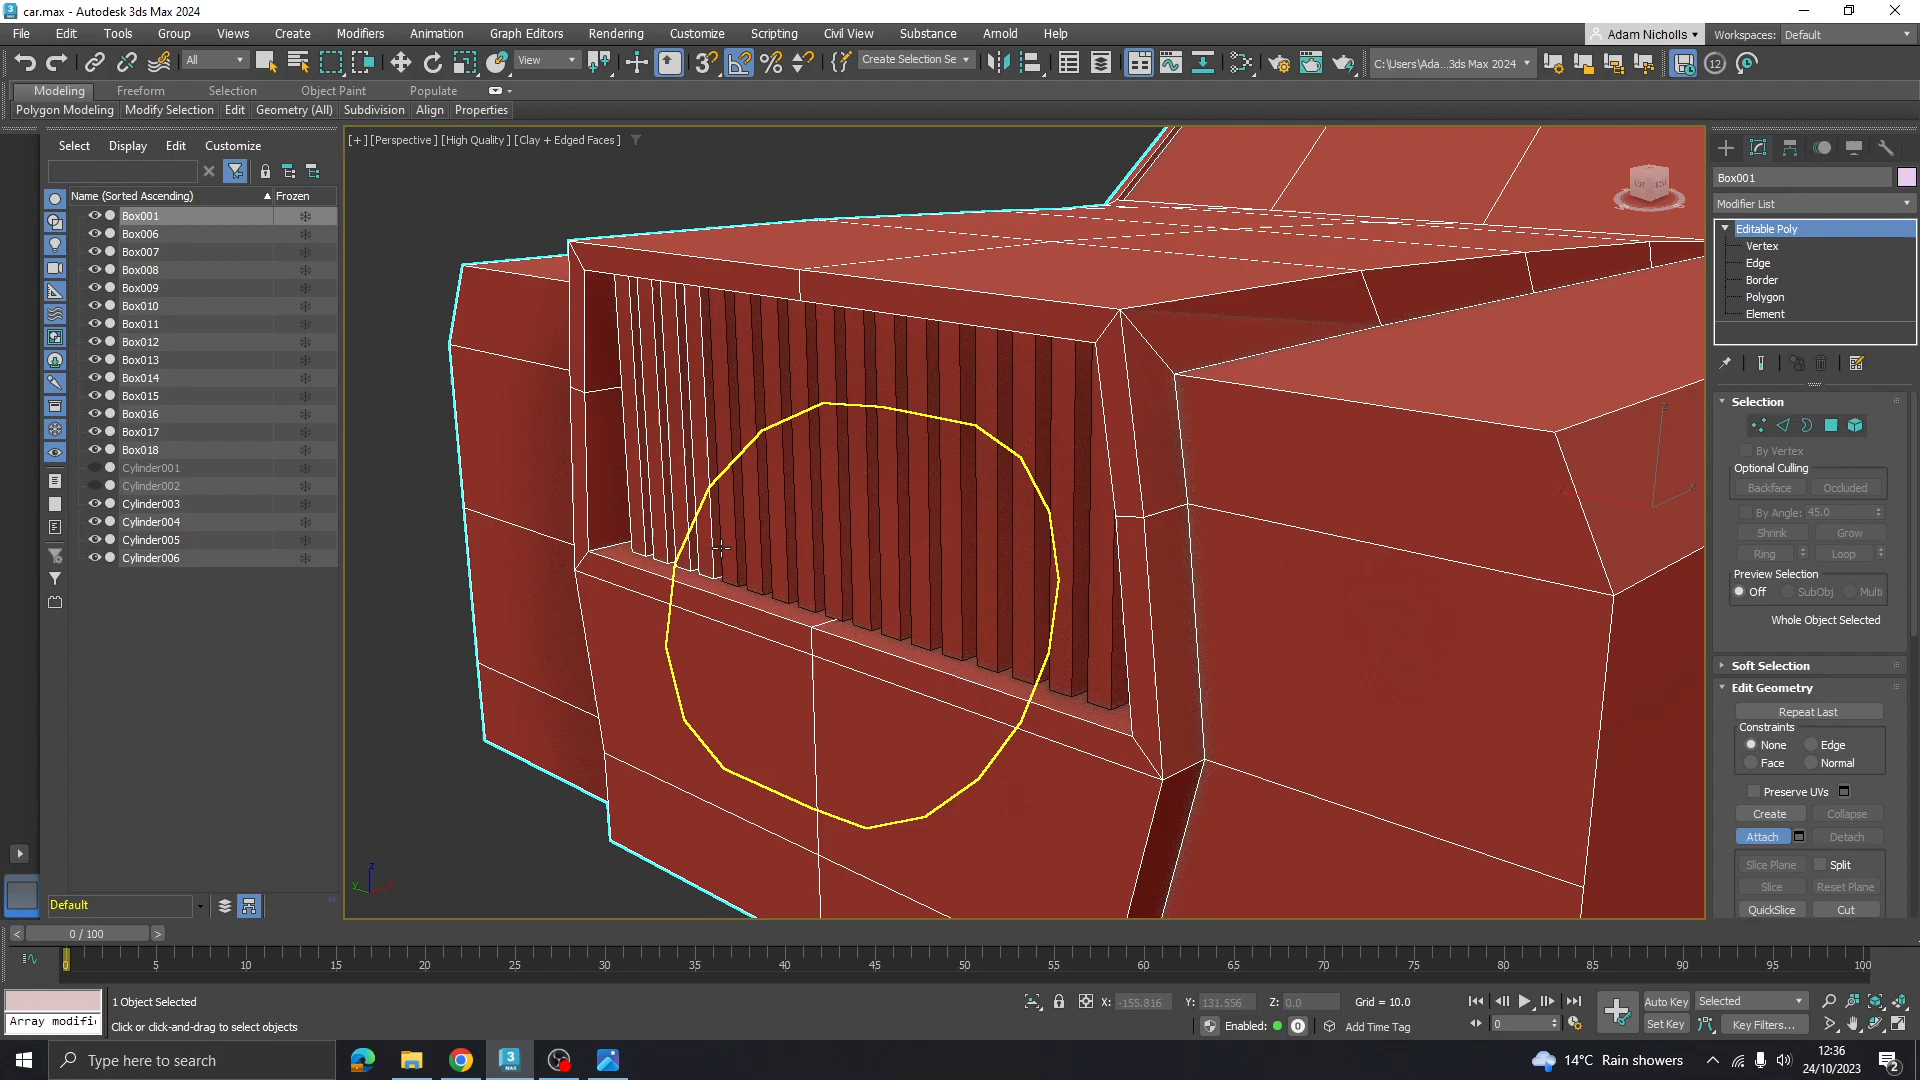 car.max - Autodesk 3ds Max 2024
File Edit Tools Group Views Create Modifiers Animation Graph Editors Rendering Customize Scripting Civil View Substance Arnold Help
Adam Nicholls Workspaces: Default
All View Create Selection Se C:\Users\Ada...3ds Max 2024 12
Modeling Freeform Selection Object Paint Populate
Polygon Modeling Modify Selection Edit Geometry (All) Subdivision Align Properties
Select Display Edit Customize
Name (Sorted Ascending) Frozen
Box001
Box006
Box007
Box008
Box009
Box010
Box011
Box012
Box013
Box014
Box015
Box016
Box017
Box018
Cylinder001
Cylinder002
Cylinder003
Cylinder004
Cylinder005
Cylinder006
Default
[+] [Perspective ] [High Quality ] [Clay + Edged Faces ]
Box001
Modifier List
Editable Poly
Vertex
Edge
Border
Polygon
Element
Selection
By Vertex
Optional Culling
Backface Occluded
By Angle: 45.0
Shrink Grow
Ring Loop
Preview Selection
Off SubObj Multi
Whole Object Selected
Soft Selection
Edit Geometry
Repeat Last
Constraints
None Edge
Face Normal
Preserve UVs
Create Collapse
Attach Detach
Slice Plane Split
Slice Reset Plane
QuickSlice Cut
< 0 / 100 >
0 5 10 15 20 25 30 35 40 45 50 55 60 65 70 75 80 85 90 95 100
1 Object Selected
X: -155.816 Y: 131.556 Z: 0.0 Grid = 10.0
Auto Key Selected
Array modifi
Click or click-and-drag to select objects
Enabled: 0 Add Time Tag
0
Set Key Key Filters...
Type here to search
14°C Rain showers
12:36
24/10/2023
2